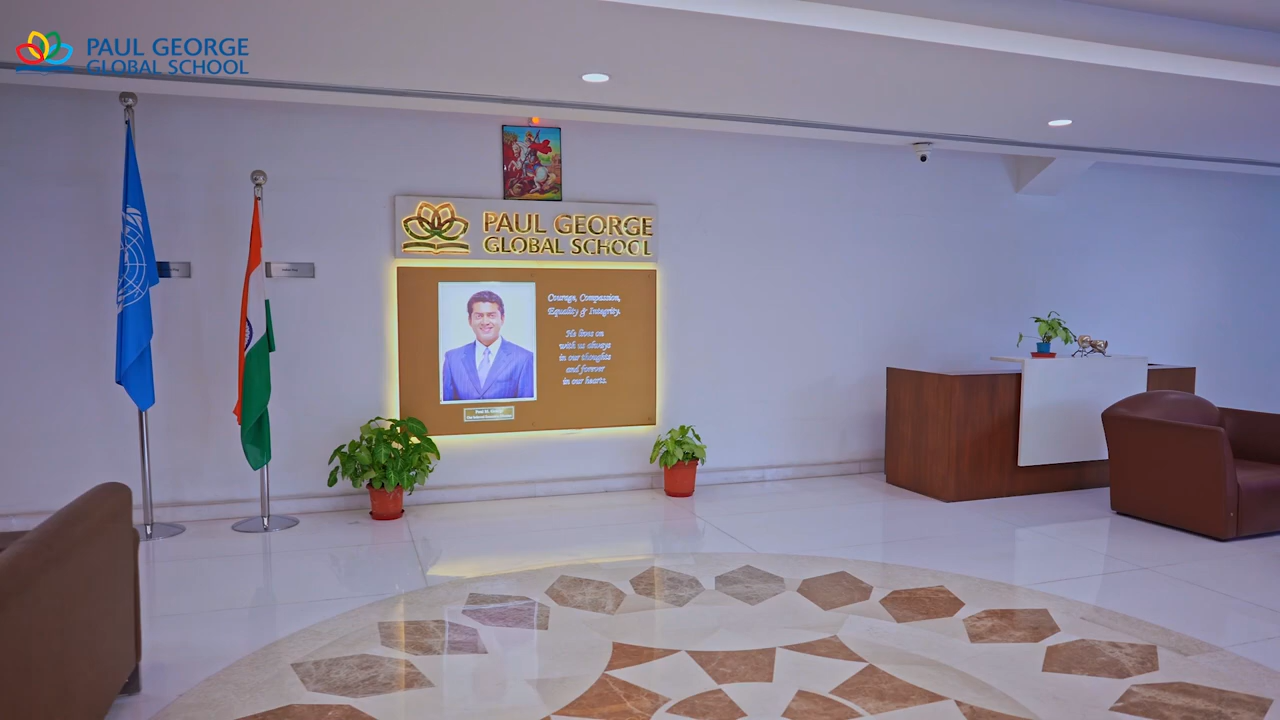 PAUL GEORGE
GLOBAL SCHOOL
PAUL GEORGE
GLOBAL SCHOOL
Courage, Compassion,
Equality & Integrity.
He lives on
with us always
in our thoughts
and forever
in our hearts.